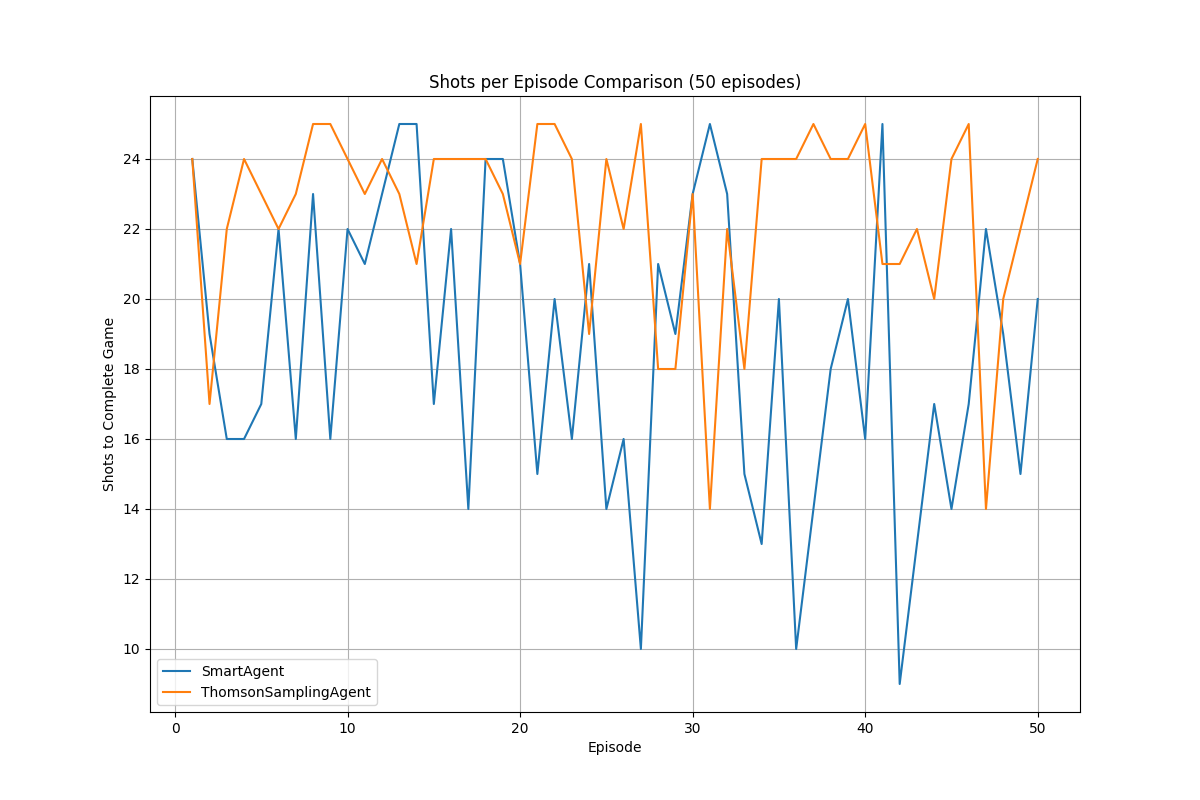 Shots per Episode Comparison (50 episodes)
Shots to Complete Game
24
22
20
18
16
14
12
10
SmartAgent
ThomsonSamplingAgent
0 10 20 30 40 50
Episode